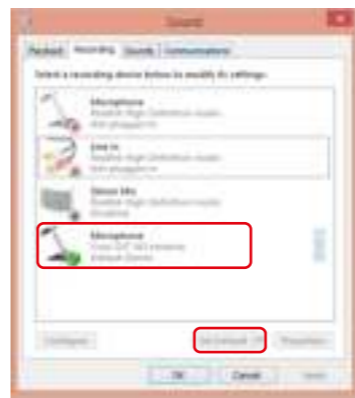 Sound
Playback Recording Sounds Communications
Select a recording device below to modify its settings:
Microphone
Realtek High Definition Audio
Not plugged in
Line In
Realtek High Definition Audio
Not plugged in
Stereo Mix
Realtek High Definition Audio
Disabled
Microphone
Default Device
Configure Set Default Properties
OK Cancel Apply